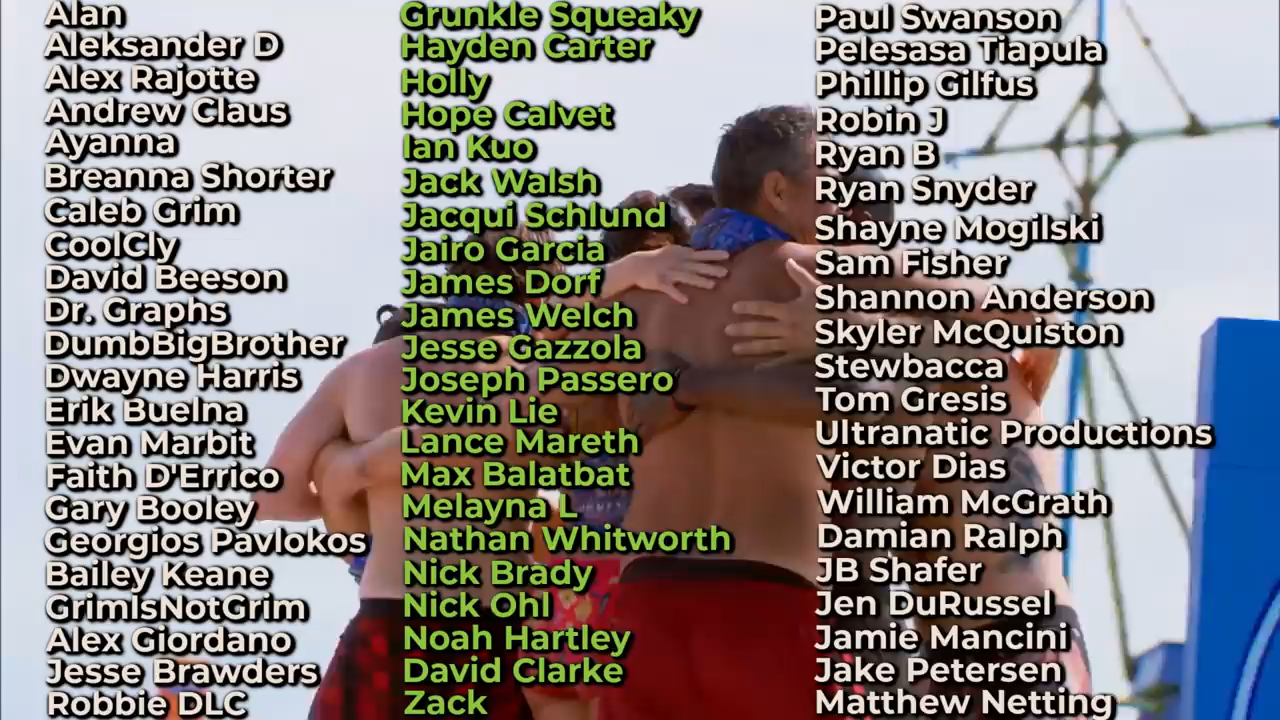 Alan
Aleksander D
Alex Rajotte
Andrew Claus
Ayanna
Breanna Shorter
Caleb Grim
CoolCly
David Beeson
Dr. Graphs
DumbBigBrother
Dwayne Harris
Erik Buelna
Evan Marbit
Faith D'Errico
Gary Booley
Georgios Pavlokos
Bailey Keane
GrimIsNotGrim
Alex Giordano
Jesse Brawders
Robbie DLC
Grunkle Squeaky
Hayden Carter
Holly
Hope Calvet
Ian Kuo
Jack Walsh
Jacqui Schlund
Jairo Garcia
James Dorf
James Welch
Jesse Gazzola
Joseph Passero
Kevin Lie
Lance Mareth
Max Balatbat
Melayna L
Nathan Whitworth
Nick Brady
Nick Ohl
Noah Hartley
David Clarke
Zack
Paul Swanson
Pelesasa Tiapula
Phillip Gilfus
Robin J
Ryan B
Ryan Snyder
Shayne Mogilski
Sam Fisher
Shannon Anderson
Skyler McQuiston
Stewbacca
Tom Gresis
Ultranatic Productions
Victor Dias
William McGrath
Damian Ralph
JB Shafer
Jen DuRussel
Jamie Mancini
Jake Petersen
Matthew Netting